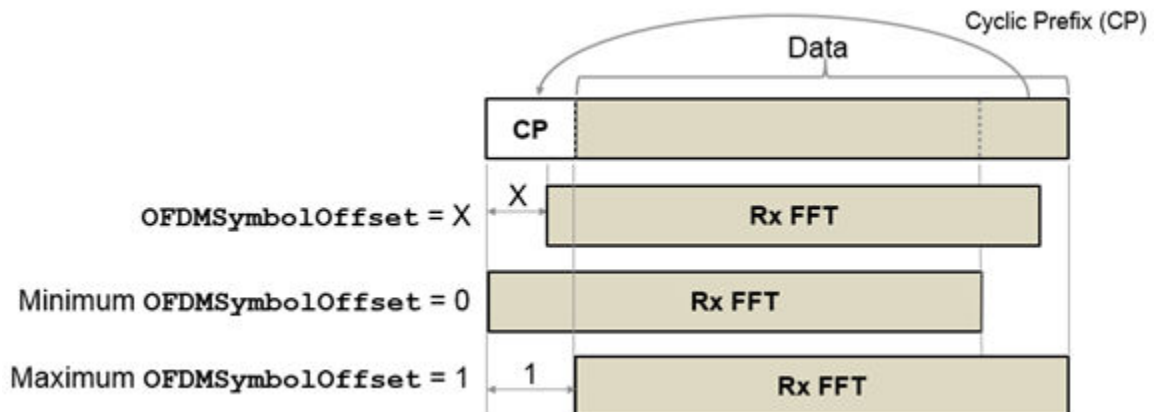 Cyclic Prefix (CP)
Data
CP
X
OFDMSymbolOffset = X
Rx FFT
Minimum OFDMSymbolOffset = 0
Rx FFT
Maximum OFDMSymbolOffset = 1
1
Rx FFT